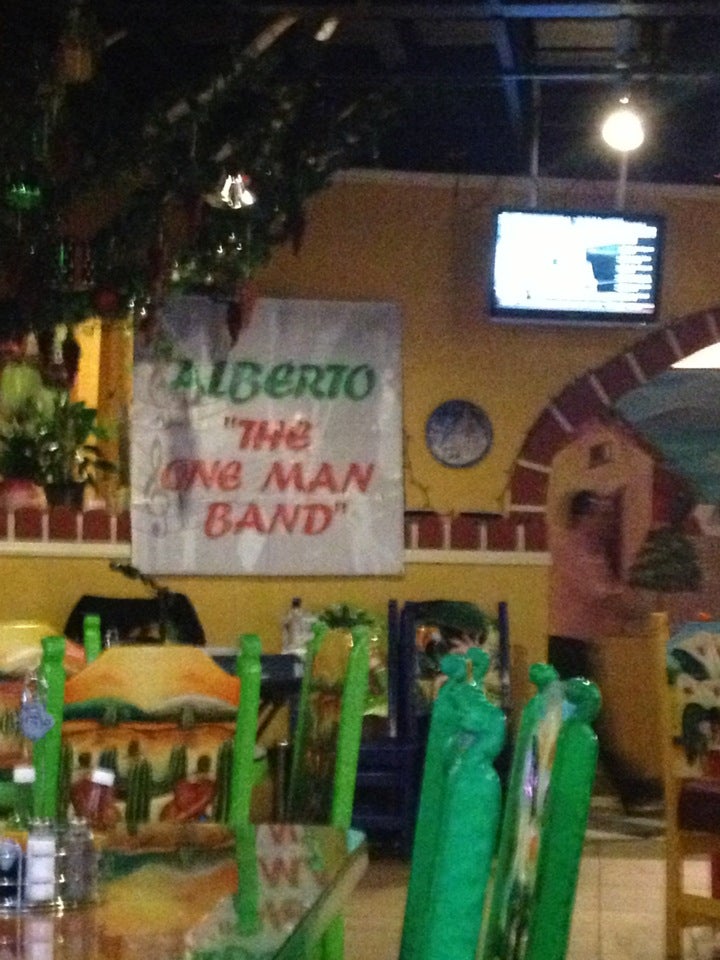 ALBERTO
"THE
ONE MAN
BAND"